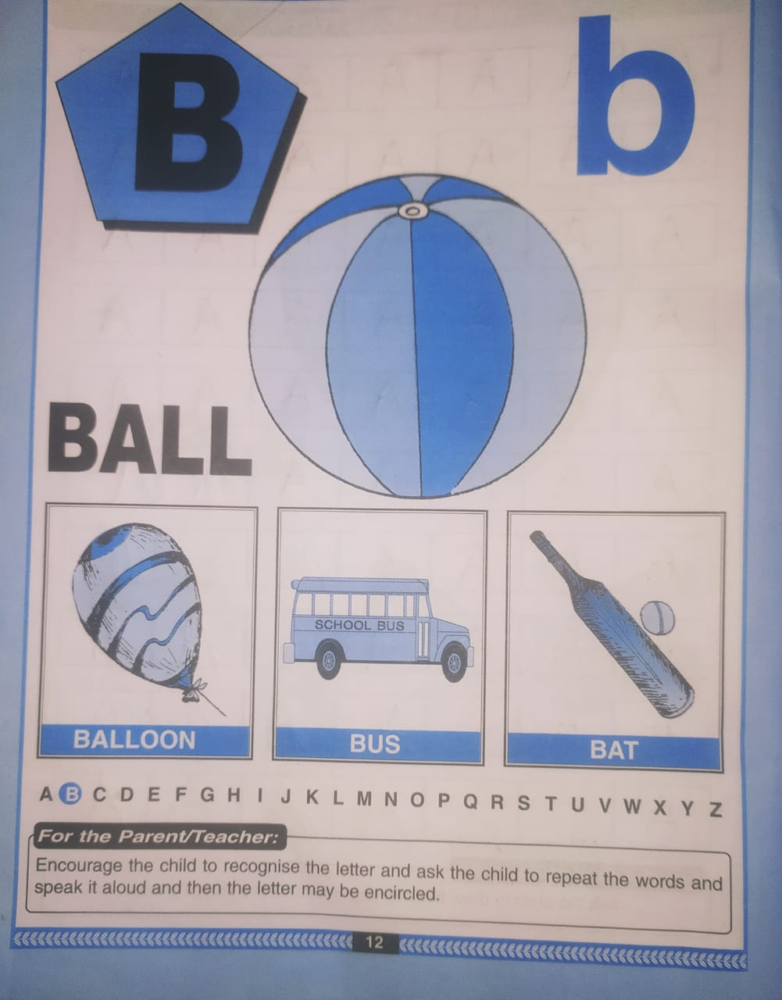 B b
BALL
SCHOOL BUS
BALLOON BUS BAT
A B C D E F G H I J K L M N O P Q R S T U V W X Y Z
For the Parent/Teacher:
Encourage the child to recognise the letter and ask the child to repeat the words and
speak it aloud and then the letter may be encircled.
12